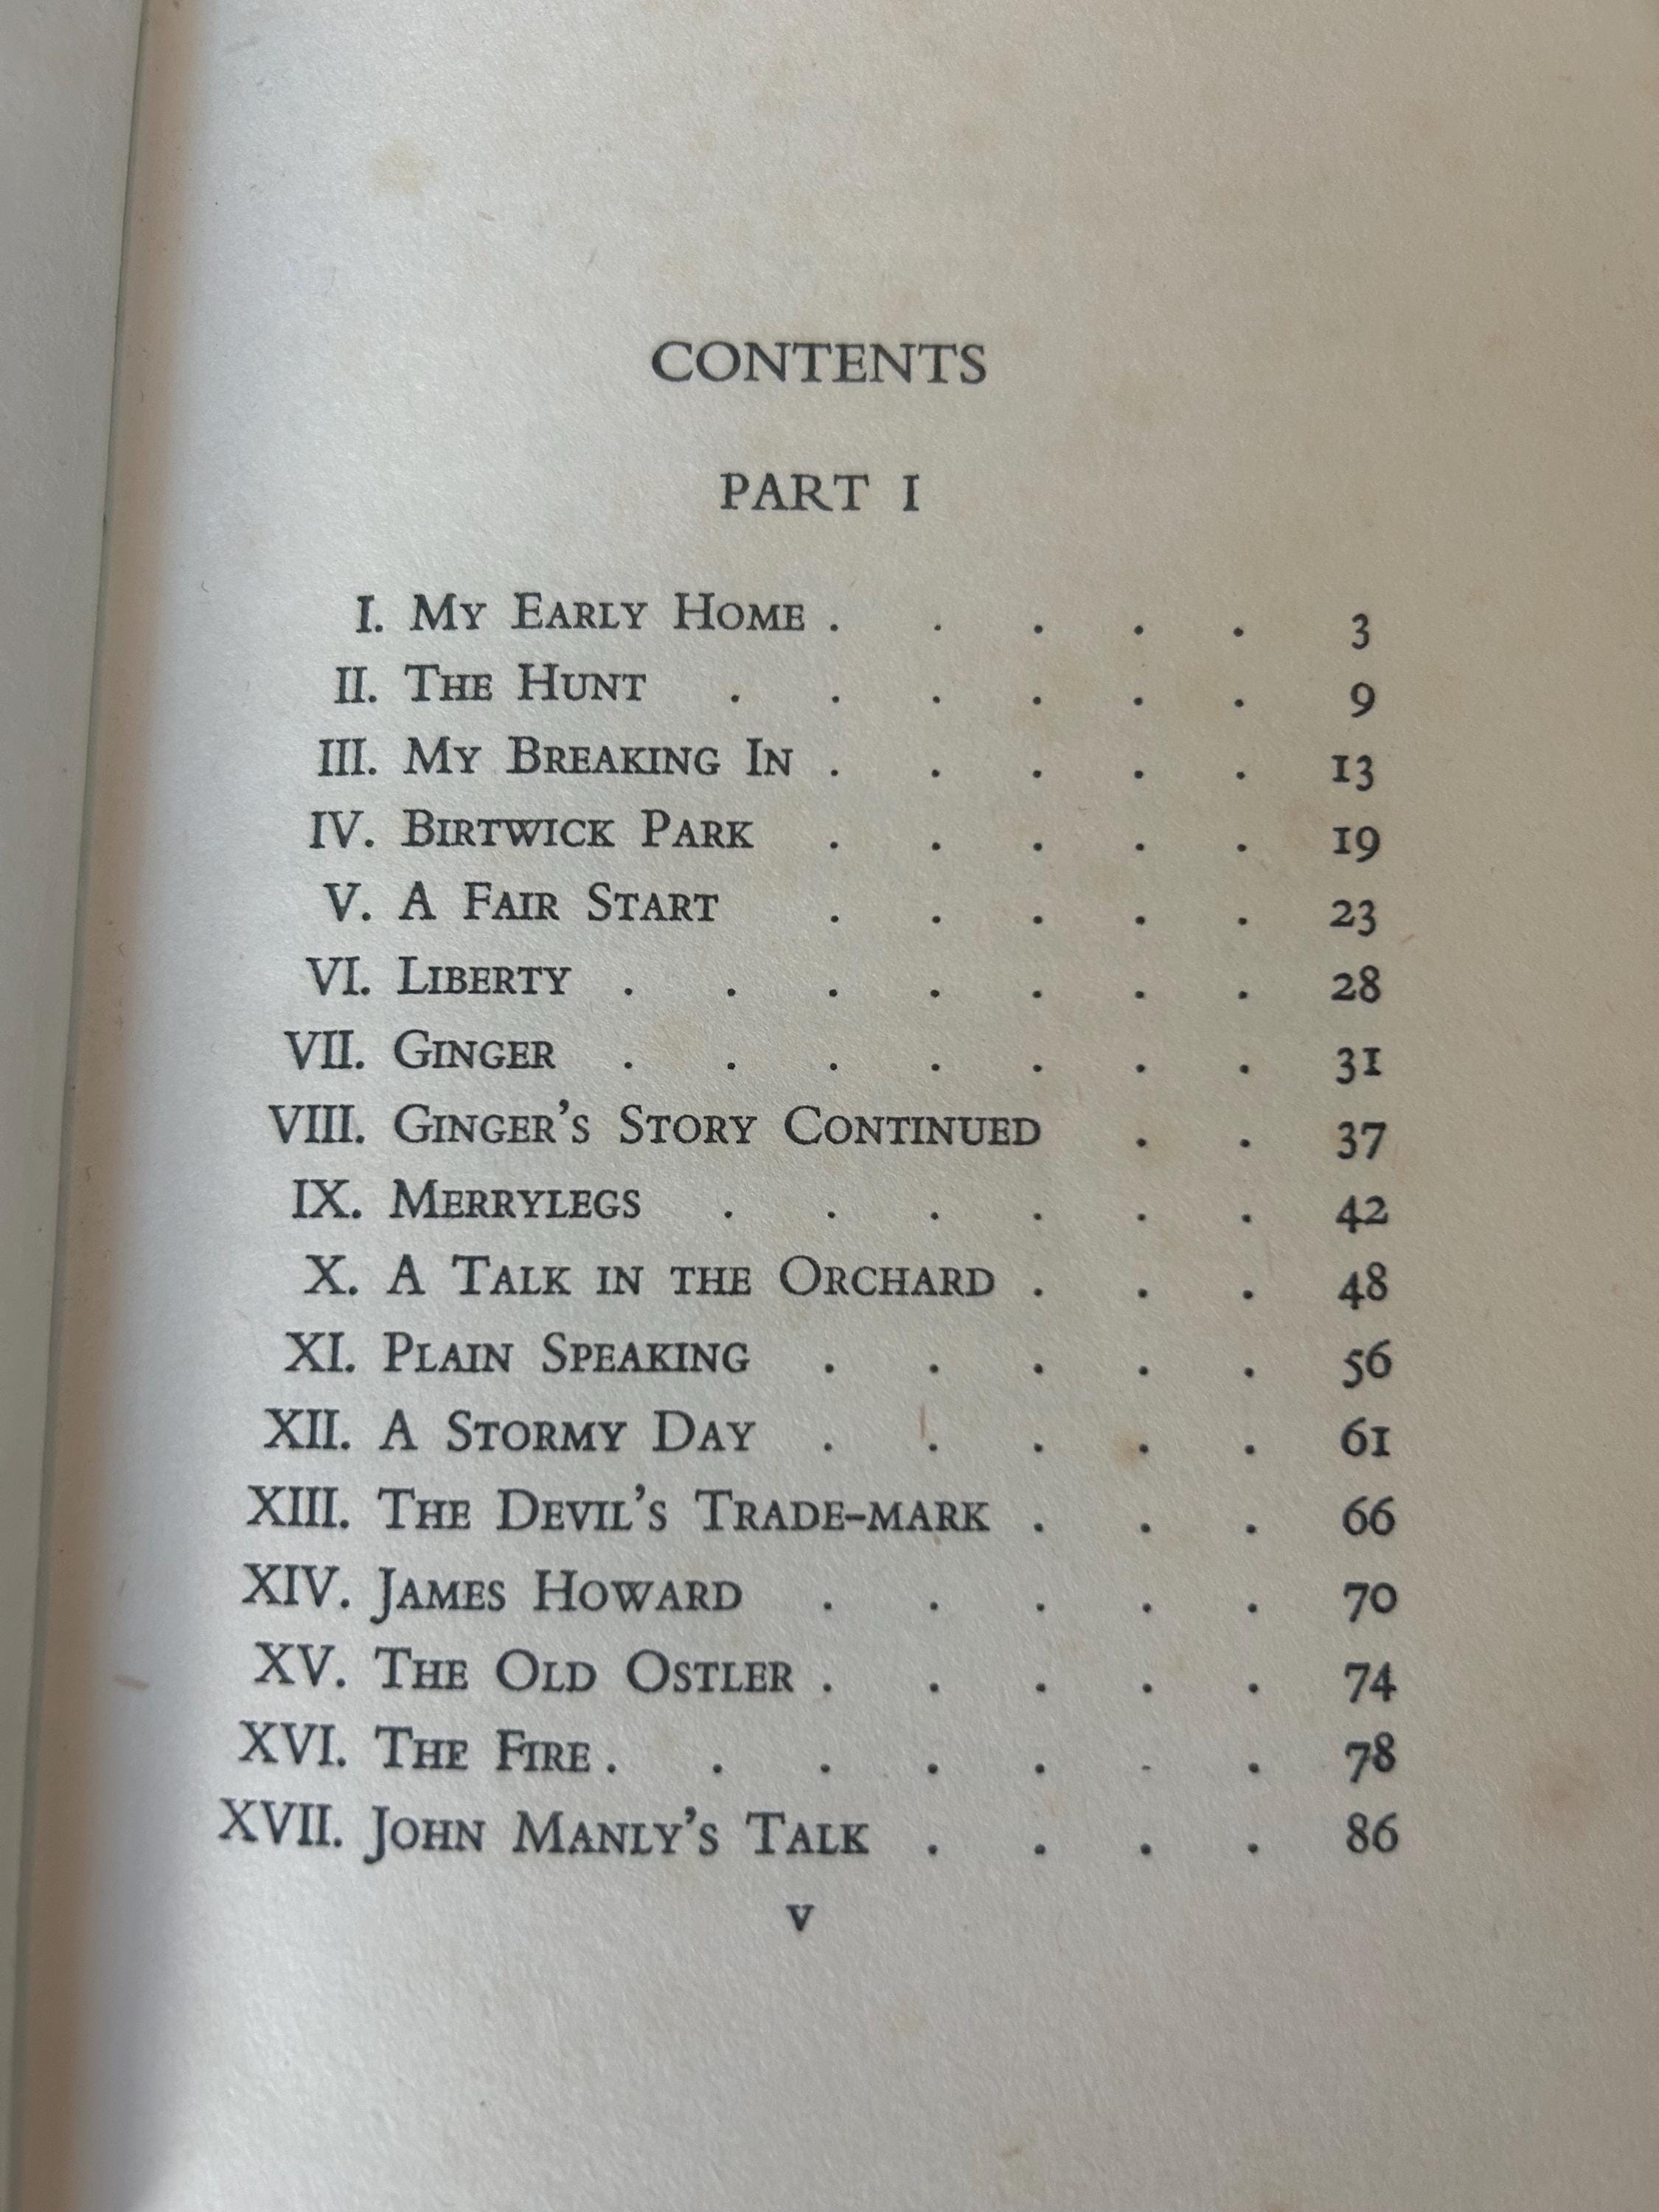 CONTENTS
PART I
I. My Early Home . . . . . 3
II. The Hunt . . . . . . 9
III. My Breaking In . . . . . 13
IV. Birtwick Park . . . . . 19
V. A Fair Start . . . . . 23
VI. Liberty . . . . . . . 28
VII. Ginger . . . . . . . 31
VIII. Ginger’s Story Continued . . 37
IX. Merrylegs . . . . . . 42
X. A Talk in the Orchard . . . 48
XI. Plain Speaking . . . . . 56
XII. A Stormy Day . . . . . 61
XIII. The Devil’s Trade-mark . . . 66
XIV. James Howard . . . . . 70
XV. The Old Ostler . . . . . 74
XVI. The Fire . . . . . . . 78
XVII. John Manly’s Talk . . . . 86
v